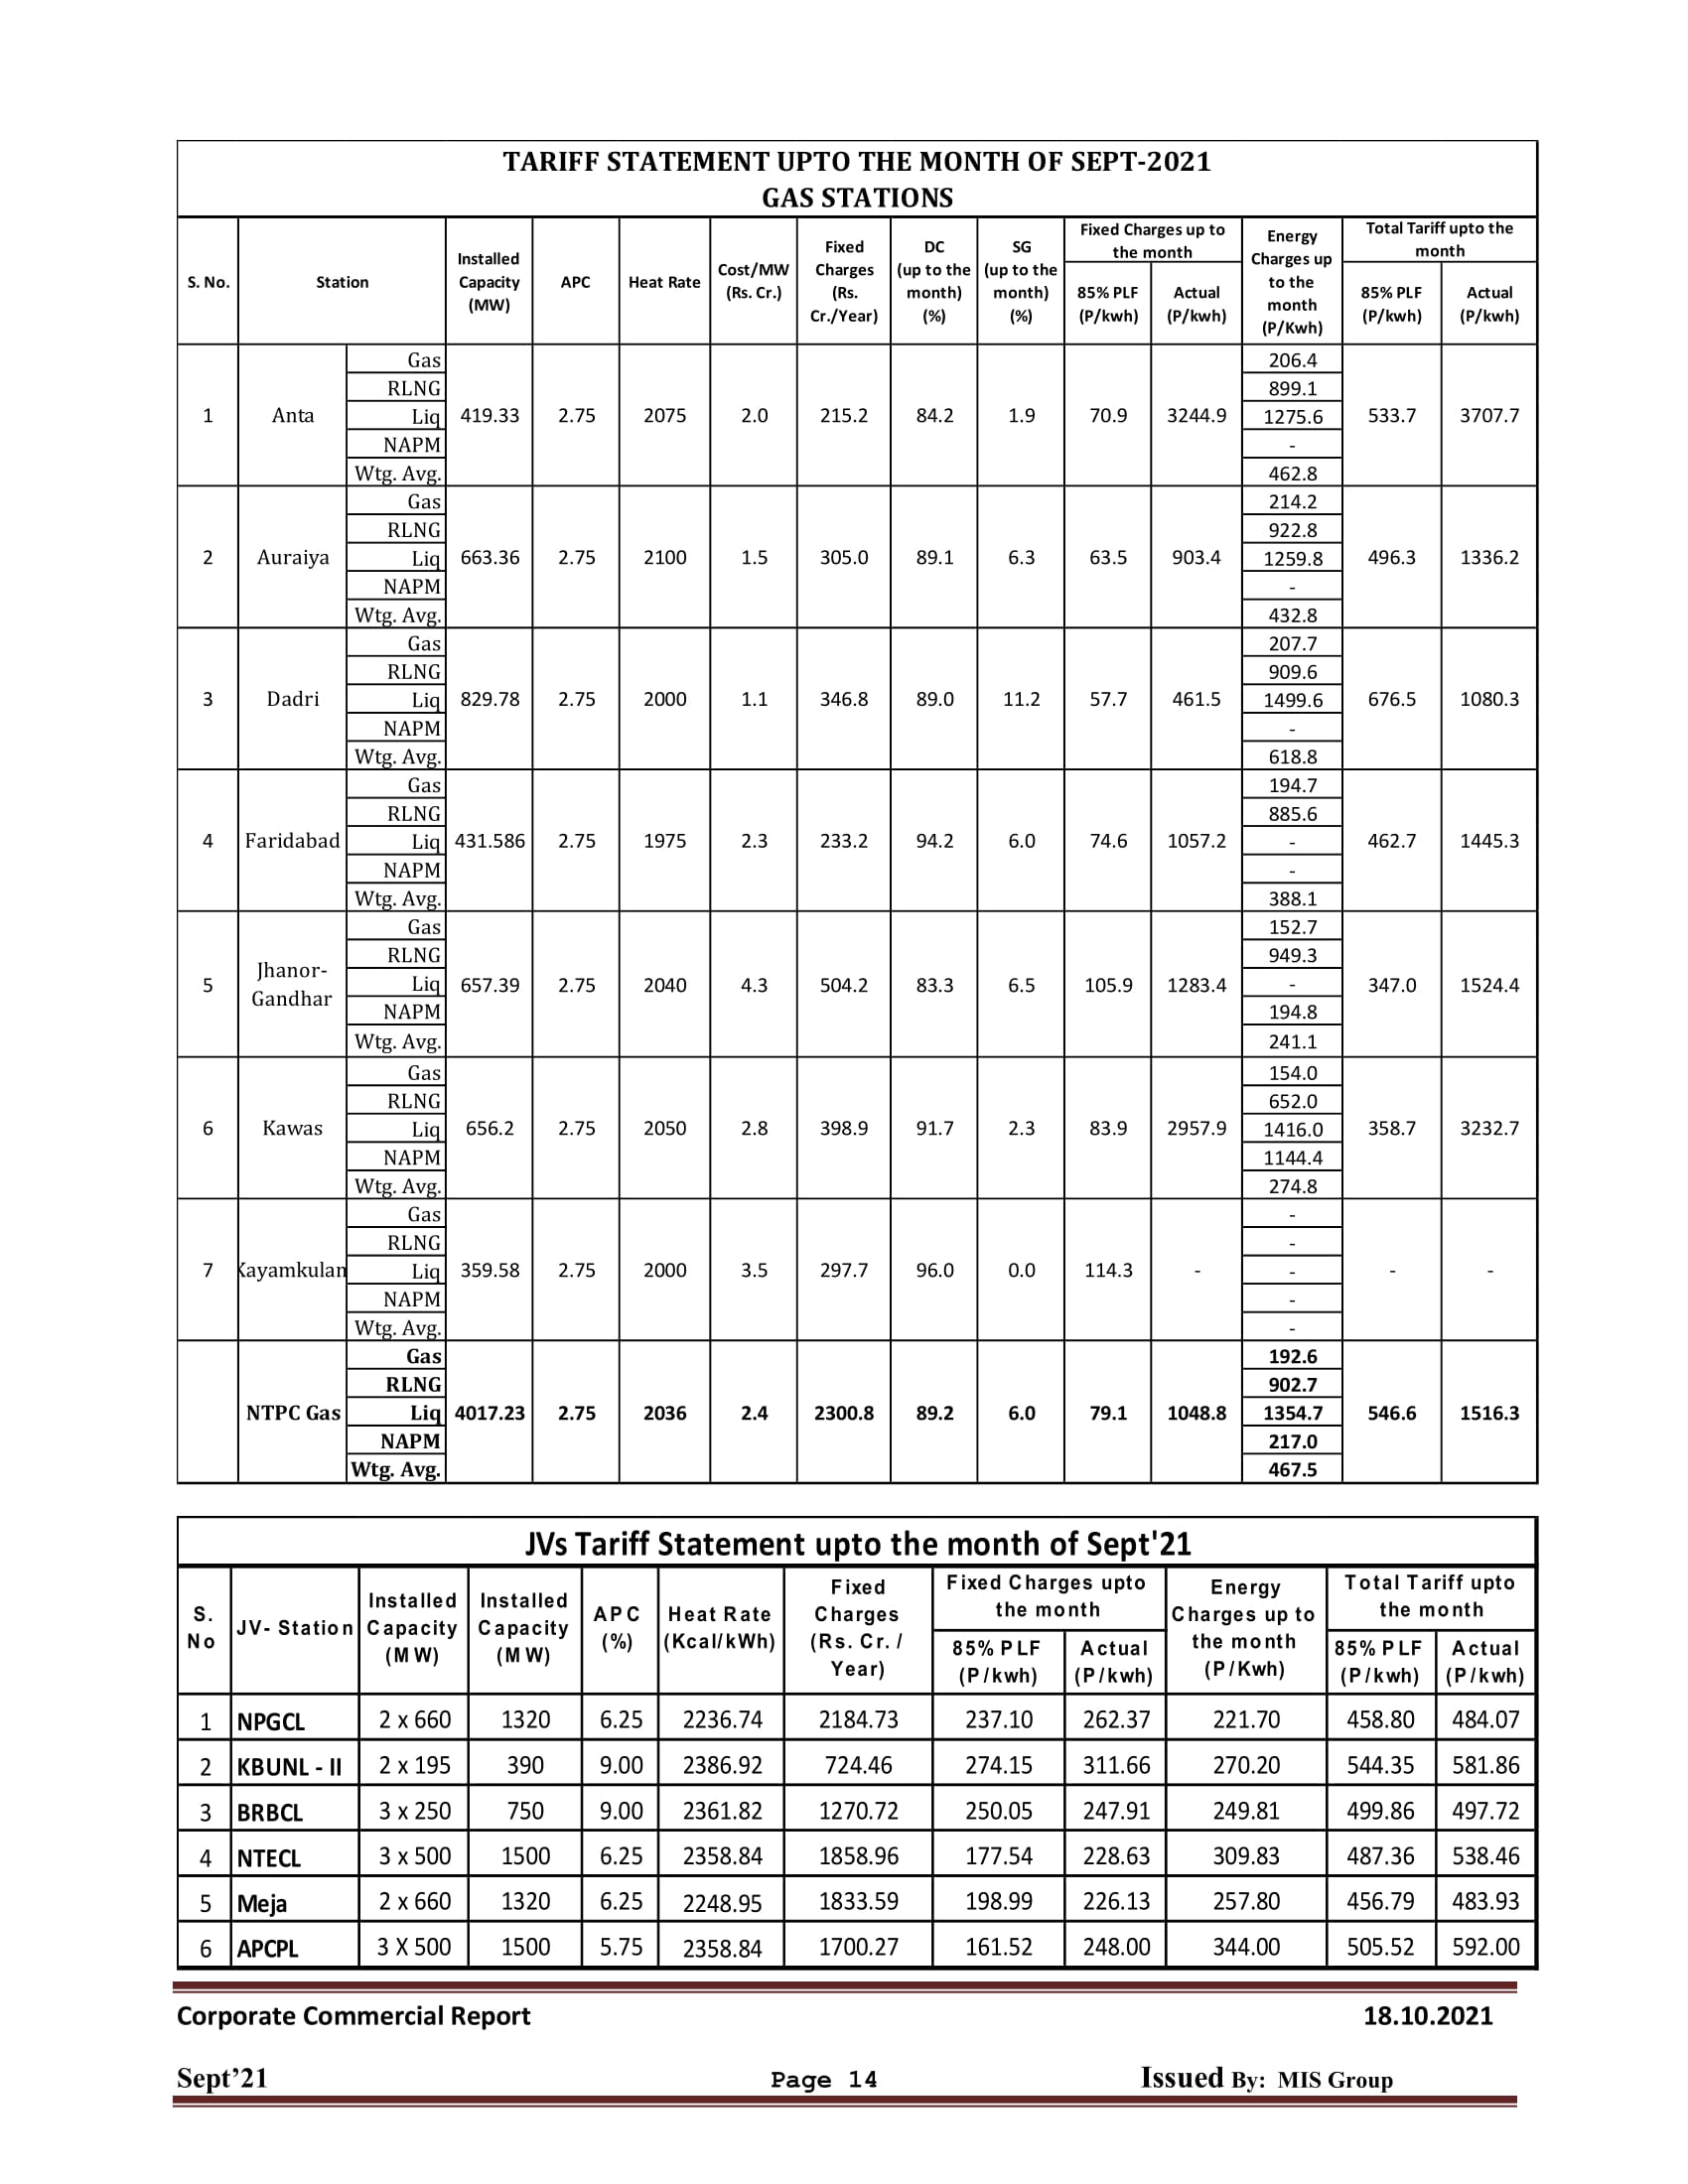 TARIFF STATEMENT UPTO THE MONTH OF SEPT-2021
GAS STATIONS
S. No. Station Installed Capacity (MW) APC Heat Rate Cost/MW (Rs. Cr.) Fixed Charges (Rs. Cr./Year) DC (up to the month) (%) SG (up to the month) (%) Fixed Charges up to the month Energy Charges up to the month (P/Kwh) Total Tariff upto the month
85% PLF (P/kwh) Actual (P/kwh) 85% PLF (P/kwh) Actual (P/kwh)
Gas 206.4
RLNG 899.1
1 Anta Liq 419.33 2.75 2075 2.0 215.2 84.2 1.9 70.9 3244.9 1275.6 533.7 3707.7
NAPM -
Wtg. Avg. 462.8
Gas 214.2
RLNG 922.8
2 Auraiya Liq 663.36 2.75 2100 1.5 305.0 89.1 6.3 63.5 903.4 1259.8 496.3 1336.2
NAPM -
Wtg. Avg. 432.8
Gas 207.7
RLNG 909.6
3 Dadri Liq 829.78 2.75 2000 1.1 346.8 89.0 11.2 57.7 461.5 1499.6 676.5 1080.3
NAPM -
Wtg. Avg. 618.8
Gas 194.7
RLNG 885.6
4 Faridabad Liq 431.586 2.75 1975 2.3 233.2 94.2 6.0 74.6 1057.2 - 462.7 1445.3
NAPM -
Wtg. Avg. 388.1
Gas 152.7
RLNG 949.3
5 Jhanor-Gandhar Liq 657.39 2.75 2040 4.3 504.2 83.3 6.5 105.9 1283.4 - 347.0 1524.4
NAPM 194.8
Wtg. Avg. 241.1
Gas 154.0
RLNG 652.0
6 Kawas Liq 656.2 2.75 2050 2.8 398.9 91.7 2.3 83.9 2957.9 1416.0 358.7 3232.7
NAPM 1144.4
Wtg. Avg. 274.8
Gas -
RLNG -
7 Kayamkulam Liq 359.58 2.75 2000 3.5 297.7 96.0 0.0 114.3 - - - -
NAPM -
Wtg. Avg. -
Gas 192.6
RLNG 902.7
NTPC Gas Liq 4017.23 2.75 2036 2.4 2300.8 89.2 6.0 79.1 1048.8 1354.7 546.6 1516.3
NAPM 217.0
Wtg. Avg. 467.5
JVs Tariff Statement upto the month of Sept'21
S. No JV- Station Installed Capacity (MW) Installed Capacity (MW) APC (%) Heat Rate (Kcal/kWh) Fixed Charges (Rs. Cr. / Year) Fixed Charges upto the month Energy Charges up to the month (P/Kwh) Total Tariff upto the month
85% PLF (P/kwh) Actual (P/kwh) 85% PLF (P/kwh) Actual (P/kwh)
1 NPGCL 2 x 660 1320 6.25 2236.74 2184.73 237.10 262.37 221.70 458.80 484.07
2 KBUNL - II 2 x 195 390 9.00 2386.92 724.46 274.15 311.66 270.20 544.35 581.86
3 BRBCL 3 x 250 750 9.00 2361.82 1270.72 250.05 247.91 249.81 499.86 497.72
4 NTECL 3 x 500 1500 6.25 2358.84 1858.96 177.54 228.63 309.83 487.36 538.46
5 Meja 2 x 660 1320 6.25 2248.95 1833.59 198.99 226.13 257.80 456.79 483.93
6 APCPL 3 X 500 1500 5.75 2358.84 1700.27 161.52 248.00 344.00 505.52 592.00
Corporate Commercial Report 18.10.2021
Sept’21 Page 14 Issued By: MIS Group